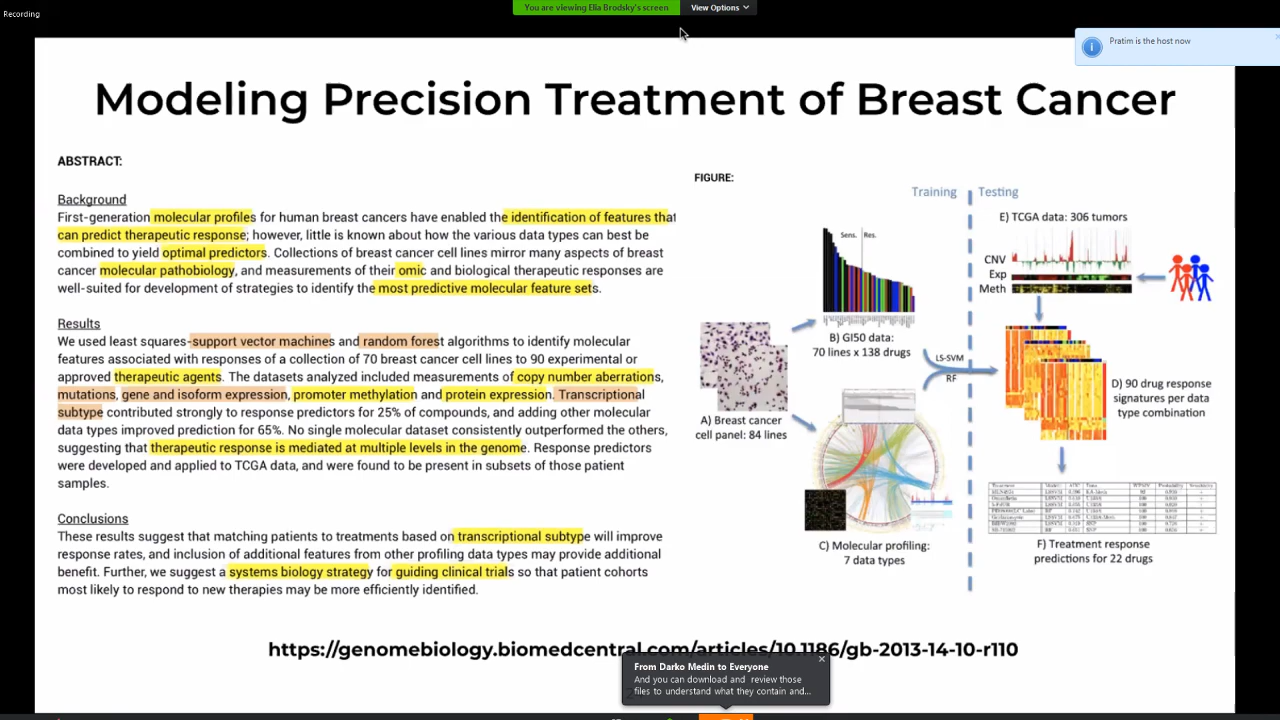 Recording
You are viewing Elia Brodsky's screen
View Options
Pratim is the host now
Modeling Precision Treatment of Breast Cancer
ABSTRACT:
Background
First-generation molecular profiles for human breast cancers have enabled the identification of features that
can predict therapeutic response; however, little is known about how the various data types can best be
combined to yield optimal predictors. Collections of breast cancer cell lines mirror many aspects of breast
cancer molecular pathobiology, and measurements of their omic and biological therapeutic responses are
well-suited for development of strategies to identify the most predictive molecular feature sets.
Results
We used least squares-support vector machines and random forest algorithms to identify molecular
features associated with responses of a collection of 70 breast cancer cell lines to 90 experimental or
approved therapeutic agents. The datasets analyzed included measurements of copy number aberrations,
mutations, gene and isoform expression, promoter methylation and protein expression. Transcriptional
subtype contributed strongly to response predictors for 25% of compounds, and adding other molecular
data types improved prediction for 65%. No single molecular dataset consistently outperformed the others,
suggesting that therapeutic response is mediated at multiple levels in the genome. Response predictors
were developed and applied to TCGA data, and were found to be present in subsets of those patient
samples.
Conclusions
These results suggest that matching patients to treatments based on transcriptional subtype will improve
response rates, and inclusion of additional features from other profiling data types may provide additional
benefit. Further, we suggest a systems biology strategy for guiding clinical trials so that patient cohorts
most likely to respond to new therapies may be more efficiently identified.
FIGURE:
Training
Testing
E) TCGA data: 306 tumors
Sens. Res.
CNV
Exp
Meth
B) GI50 data:
70 lines x 138 drugs
LS-SVM
RF
A) Breast cancer
cell panel: 84 lines
D) 90 drug response
signatures per data
type combination
C) Molecular profiling:
7 data types
F) Treatment response
predictions for 22 drugs
https://genomebiology.biomedcentral.com/articles/10.1186/gb-2013-14-10-r110
From Darko Medin to Everyone
And you can download and review those
files to understand what they contain and...